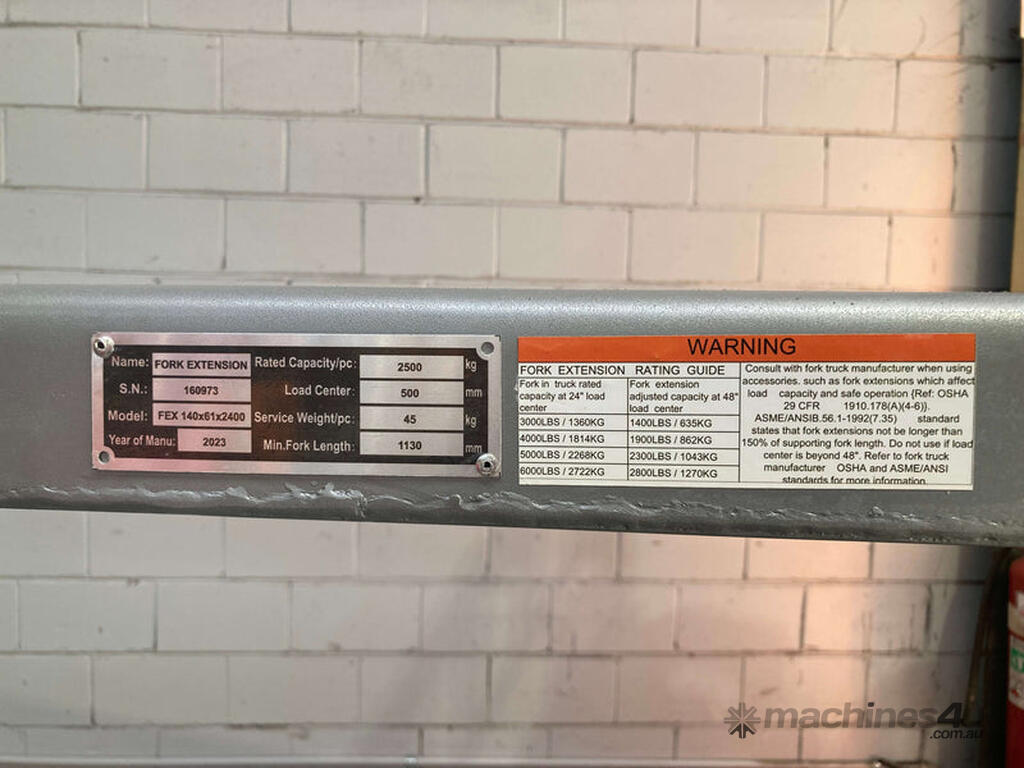 Name: FORK EXTENSION Rated Capacity/pc: 2500 kg
S.N.: 160973 Load Center: 500 mm
Model: FEX 140x61x2400 Service Weight/pc: 45 kg
Year of Manu: 2023 Min.Fork Length: 1130 mm
WARNING
FORK EXTENSION RATING GUIDE
Fork in truck rated capacity at 24" load center
Fork extension adjusted capacity at 48" load center
3000LBS / 1360KG 1400LBS / 635KG
4000LBS / 1814KG 1900LBS / 862KG
5000LBS / 2268KG 2300LBS / 1043KG
6000LBS / 2722KG 2800LBS / 1270KG
Consult with fork truck manufacturer when using
accessories. such as fork extensions which affect
load capacity and safe operation {Ref: OSHA
29 CFR 1910.178(A)(4-6)}.
ASME/ANSIB.56.1-1992(7.35) standard
states that fork extensions not be longer than
150% of supporting fork length. Do not use if load
center is beyond 48". Refer to fork truck
manufacturer OSHA and ASME/ANSI
standards for more information.
machines4u
.com.au